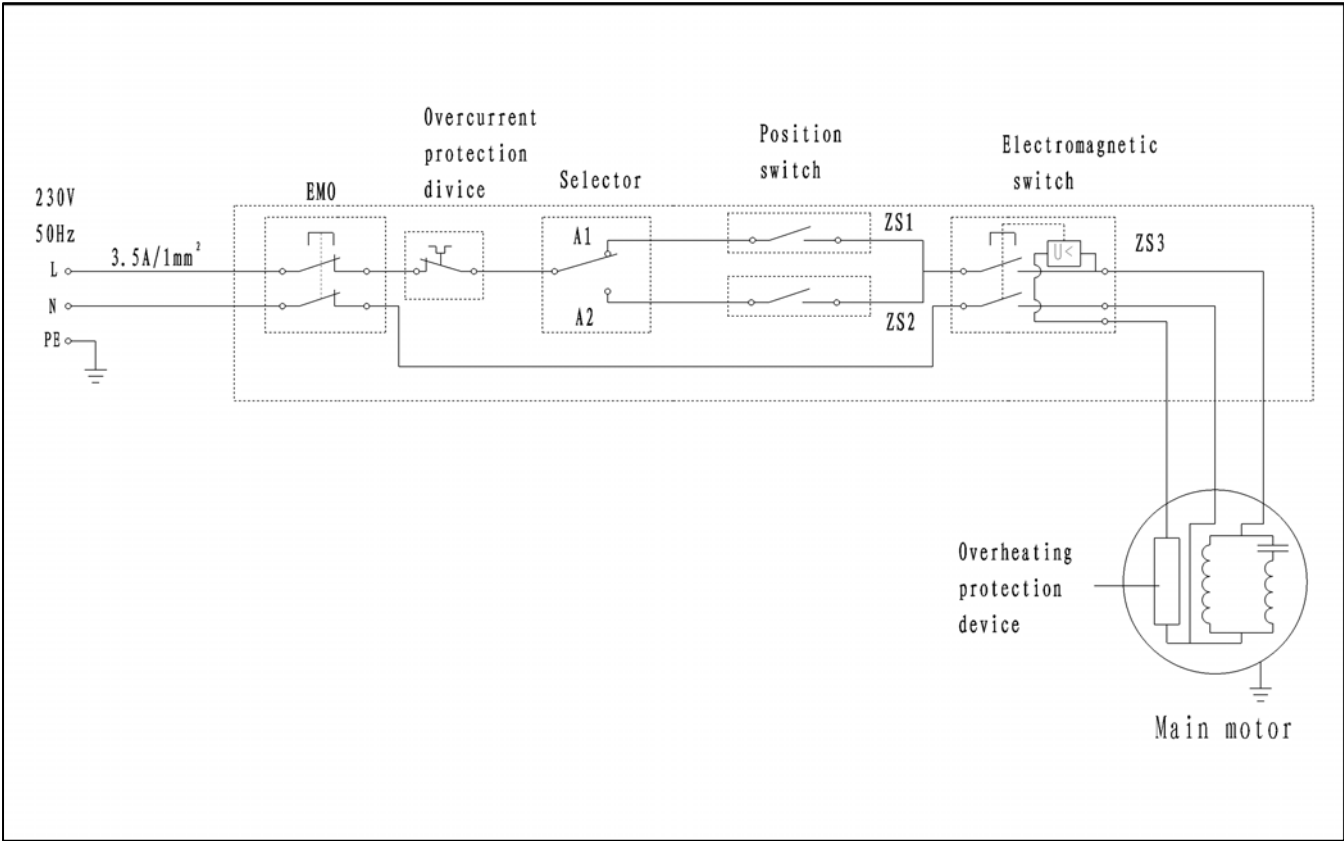 Overcurrent
protection
divice
Position
switch
Electromagnetic
switch
Selector
EMO
230V
50Hz
3.5A/1mm²
L
N
PE
A1
A2
ZS1
ZS2
U<
ZS3
Overheating
protection
device
Main motor